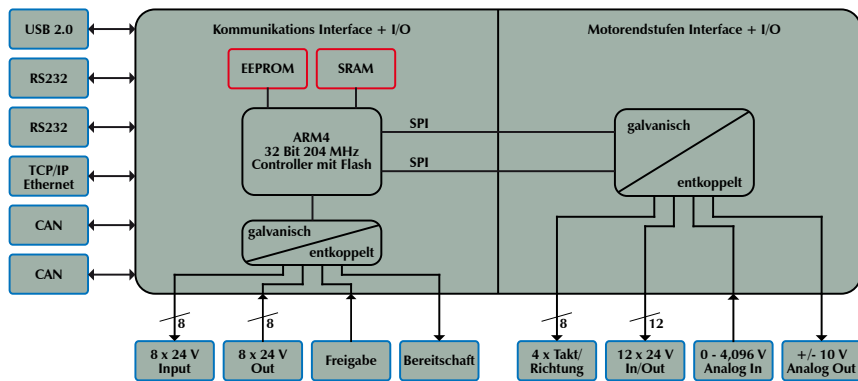 USB 2.0
Kommunikations Interface + I/O
Motorendstufen Interface + I/O
RS232
EEPROM
SRAM
RS232
ARM4
32 Bit 204 MHz
Controller mit Flash
SPI
SPI
galvanisch
entkoppelt
TCP/IP
Ethernet
CAN
galvanisch
entkoppelt
CAN
8
8
8
12
8 x 24 V
Input
8 x 24 V
Out
Freigabe
Bereitschaft
4 x Takt/
Richtung
12 x 24 V
In/Out
0 - 4,096 V
Analog In
+/- 10 V
Analog Out